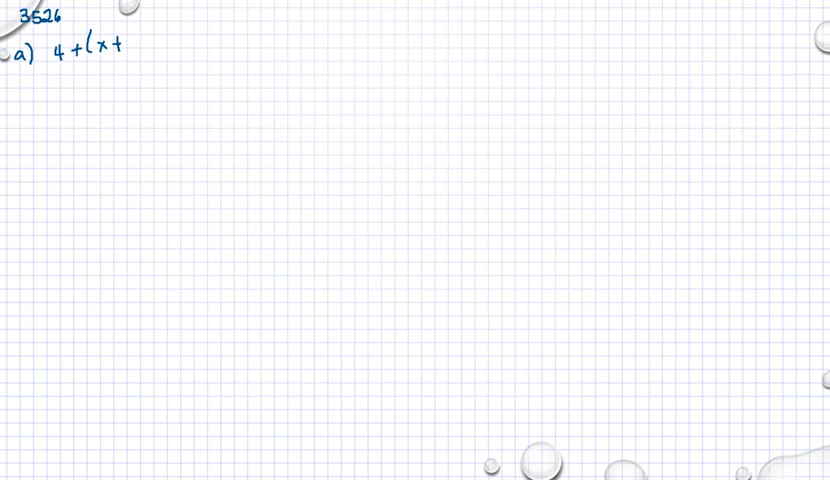 3526
a) 4 + (x +